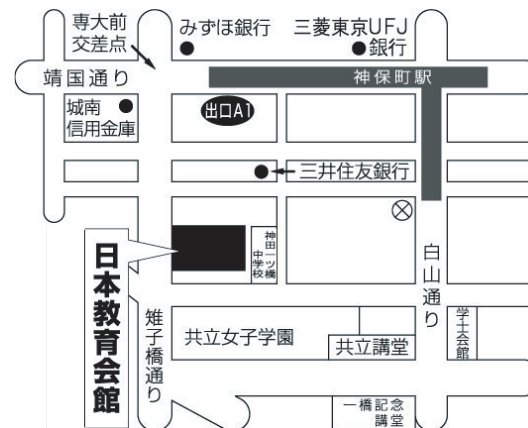 専大前
交差点
みずほ銀行
三菱東京UFJ
銀行
靖国通り
神保町駅
城南
信用金庫
出口A1
三井住友銀行
神田一ツ橋
中学校
日本教育会館
雉子橋通り
白山通り
共立女子学園
共立講堂
学士会館
一橋記念
講堂